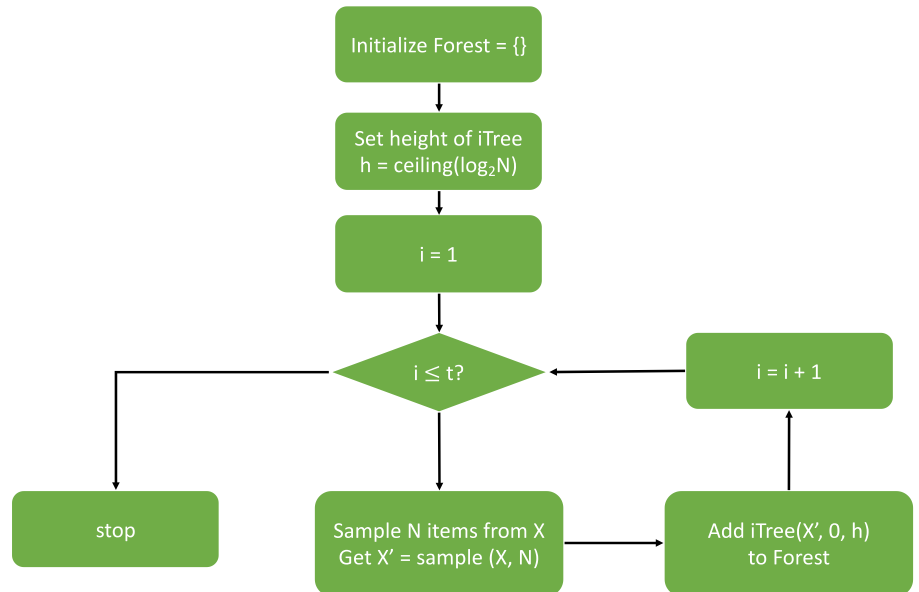 Initialize Forest = {}
Set height of iTree
h = ceiling(log₂N)
i = 1
i ≤ t?
i = i + 1
stop
Sample N items from X
Get X’ = sample (X, N)
Add iTree(X’, 0, h)
to Forest